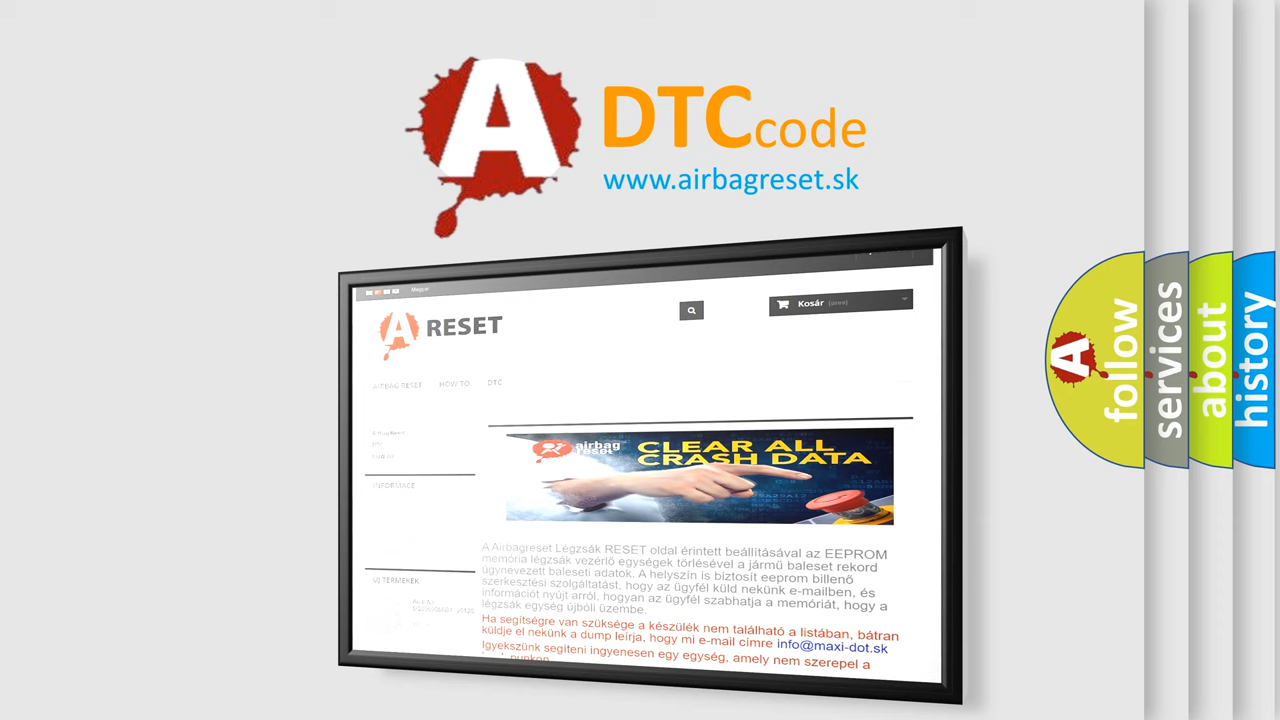 A
DTCcode
www.airbagreset.sk
Magyar
A RESET
Kosár (üres)
AIRBAG RESET HOW TO DTC
airbag
reset
CLEAR ALL
CRASH DATA
INFORMACE
A Airbagreset Légzsák RESET oldal érintett beállításával az EEPROM
memória légzsák vezérlő egységek törlésével a jármű baleset rekord
úgynevezett baleseti adatok. A helyszín is biztosít eeprom billenő
szerkesztési szolgáltatást, hogy az ügyfél küld nekünk e-mailben, és
információt nyújt arról, hogyan az ügyfél szabhatja a memóriát, hogy a
légzsák egység újbóli üzembe.
Ha segítségre van szüksége a készülék nem található a listában, bátran
küldje el nekünk a dump leírja, hogy mi e-mail címre info@maxi-dot.sk
Igyekszünk segíteni ingyenesen egy egység, amely nem szerepel a
ÚJ TERMÉKEK
A
follow
services
about
history